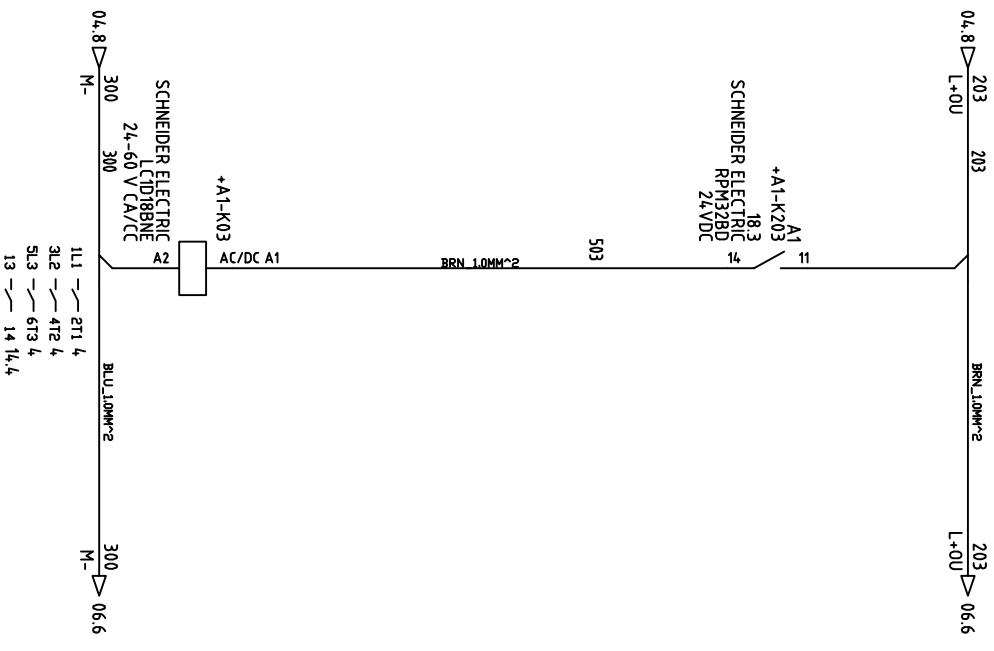 04.8
203
203
BRN_1.0MM^2
203
06.6
L+0U
L+0U
11
A1
+A1-K203
18.3
SCHNEIDER ELECTRIC
RPM32BD
24VDC
14
503
BRN_1.0MM^2
AC/DC A1
+A1-K03
A2
SCHNEIDER ELECTRIC
LC1D18BNE
24-60 V CA/CC
04.8
300
300
BLU_1.0MM^2
300
06.6
M-
M-
1L1 2T1 4
3L2 4T2 4
5L3 6T3 4
13 14 14.4